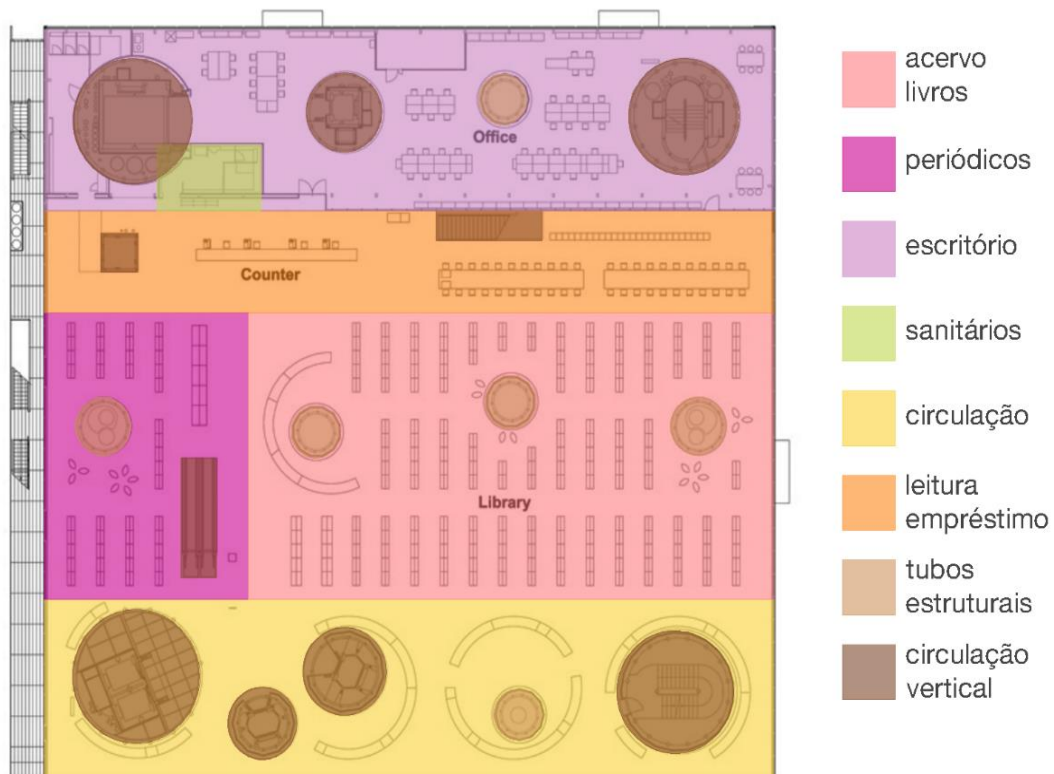 Office
Counter
Library
acervo
livros
periódicos
escritório
sanitários
circulação
leitura
empréstimo
tubos
estruturais
circulação
vertical